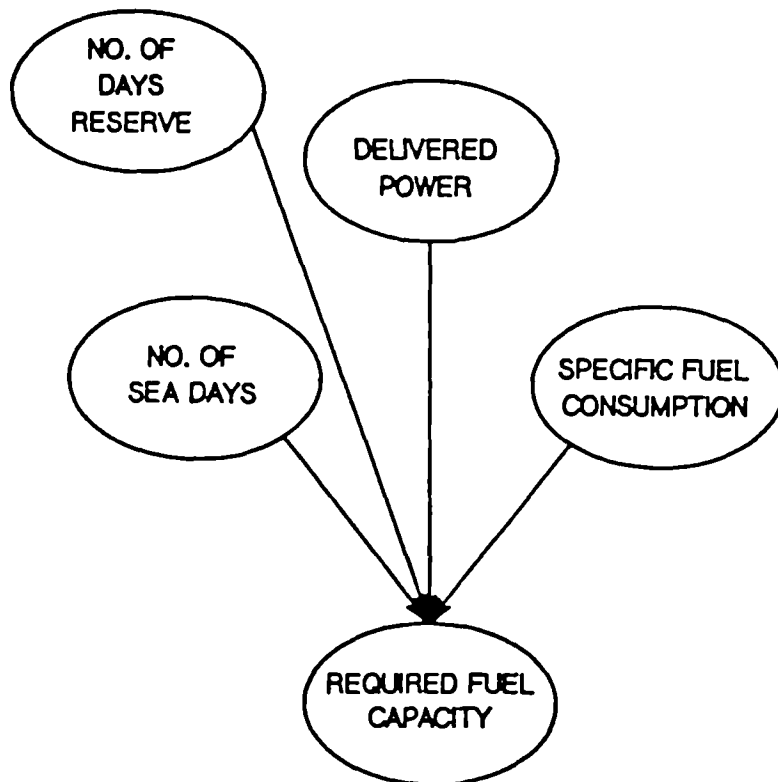 NO. OF
DAYS
RESERVE
DELIVERED
POWER
NO. OF
SEA DAYS
SPECIFIC FUEL
CONSUMPTION
REQUIRED FUEL
CAPACITY